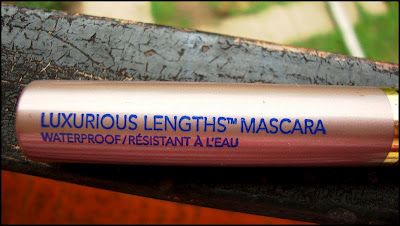 LUXURIOUS LENGTHS™ MASCARA
WATERPROOF/RÉSISTANT À L'EAU